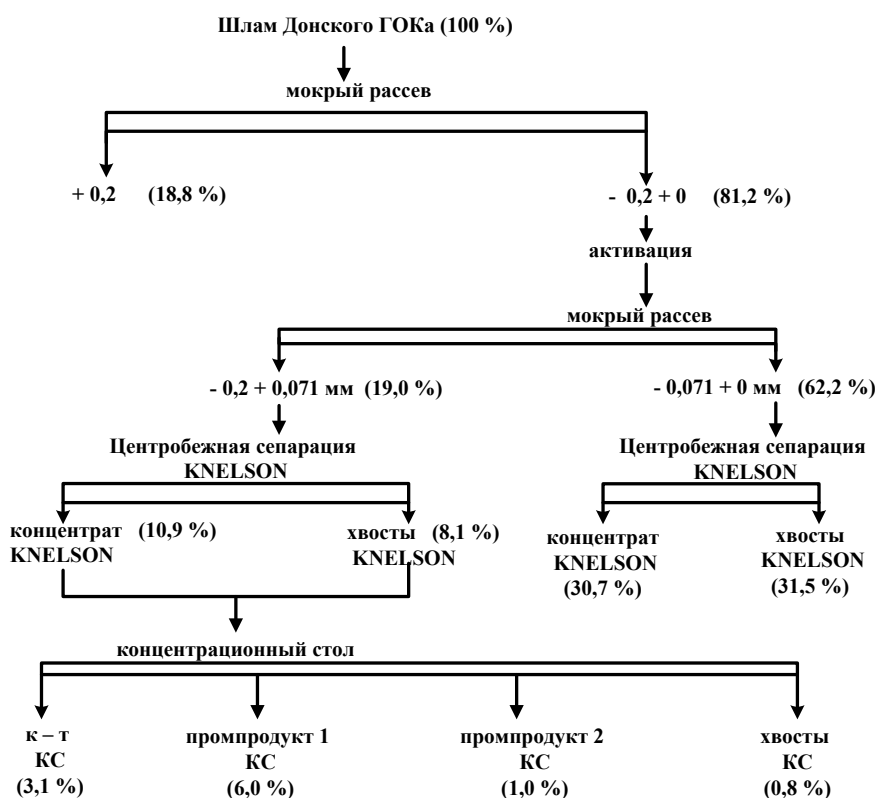 Шлам Донского ГОКа (100 %)
мокрый рассев
+ 0,2 (18,8 %)
- 0,2 + 0 (81,2 %)
активация
мокрый рассев
- 0,2 + 0,071 мм (19,0 %)
- 0,071 + 0 мм (62,2 %)
Центробежная сепарация
KNELSON
Центробежная сепарация
KNELSON
концентрат (10,9 %)
KNELSON
хвосты (8,1 %)
KNELSON
концентрат
KNELSON
(30,7 %)
хвосты
KNELSON
(31,5 %)
концентрационный стол
к – т
КС
(3,1 %)
промпродукт 1
КС
(6,0 %)
промпродукт 2
КС
(1,0 %)
хвосты
КС
(0,8 %)